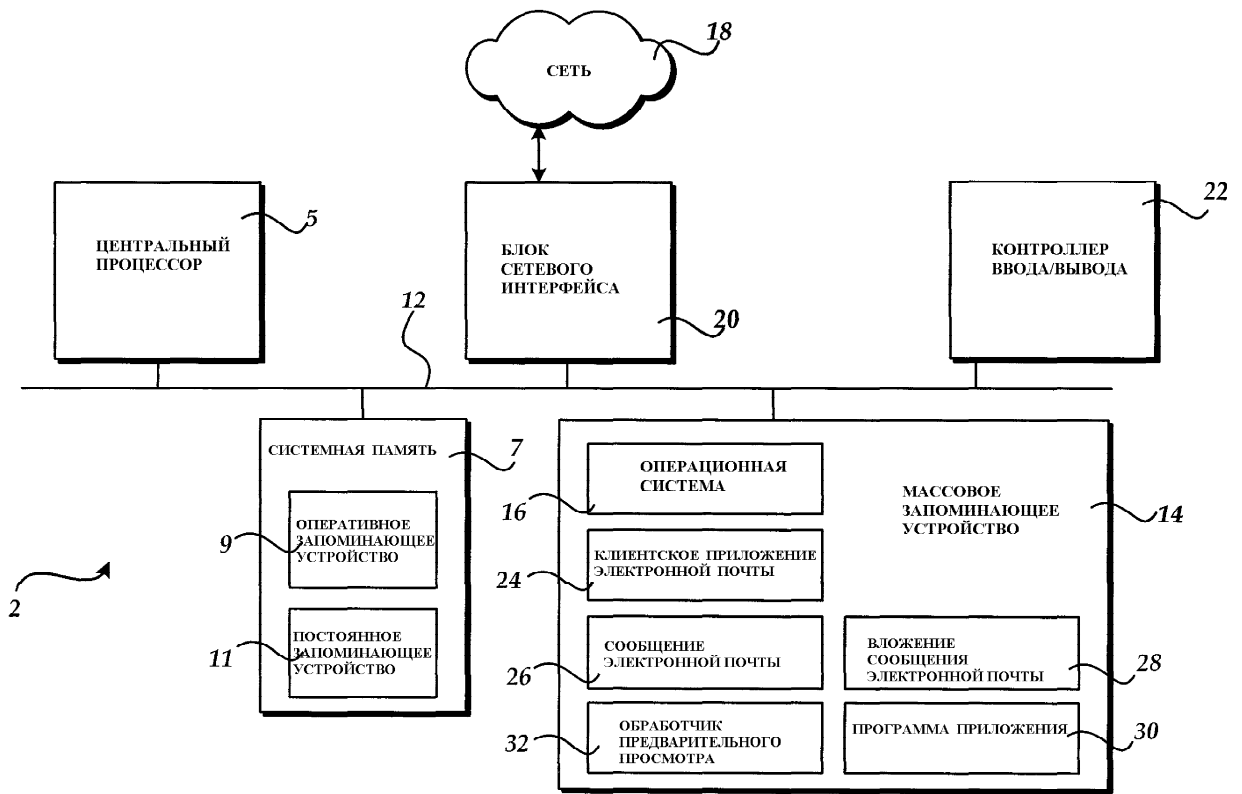 18
СЕТЬ
5
ЦЕНТРАЛЬНЫЙ
ПРОЦЕССОР
БЛОК
СЕТЕВОГО
ИНТЕРФЕЙСА
20
22
КОНТРОЛЛЕР
ВВОДА/ВЫВОДА
12
СИСТЕМНАЯ ПАМЯТЬ
7
9
ОПЕРАТИВНОЕ
ЗАПОМИНАЮЩЕЕ
УСТРОЙСТВО
11
ПОСТОЯННОЕ
ЗАПОМИНАЮЩЕЕ
УСТРОЙСТВО
2
ОПЕРАЦИОННАЯ
СИСТЕМА
16
МАССОВОЕ
ЗАПОМИНАЮЩЕЕ
УСТРОЙСТВО
14
КЛИЕНТСКОЕ ПРИЛОЖЕНИЕ
ЭЛЕКТРОННОЙ ПОЧТЫ
24
СООБЩЕНИЕ
ЭЛЕКТРОННОЙ ПОЧТЫ
26
ВЛОЖЕНИЕ
СООБЩЕНИЯ
ЭЛЕКТРОННОЙ ПОЧТЫ
28
ОБРАБОТЧИК
ПРЕДВАРИТЕЛЬНОГО
ПРОСМОТРА
32
ПРОГРАММА ПРИЛОЖЕНИЯ
30